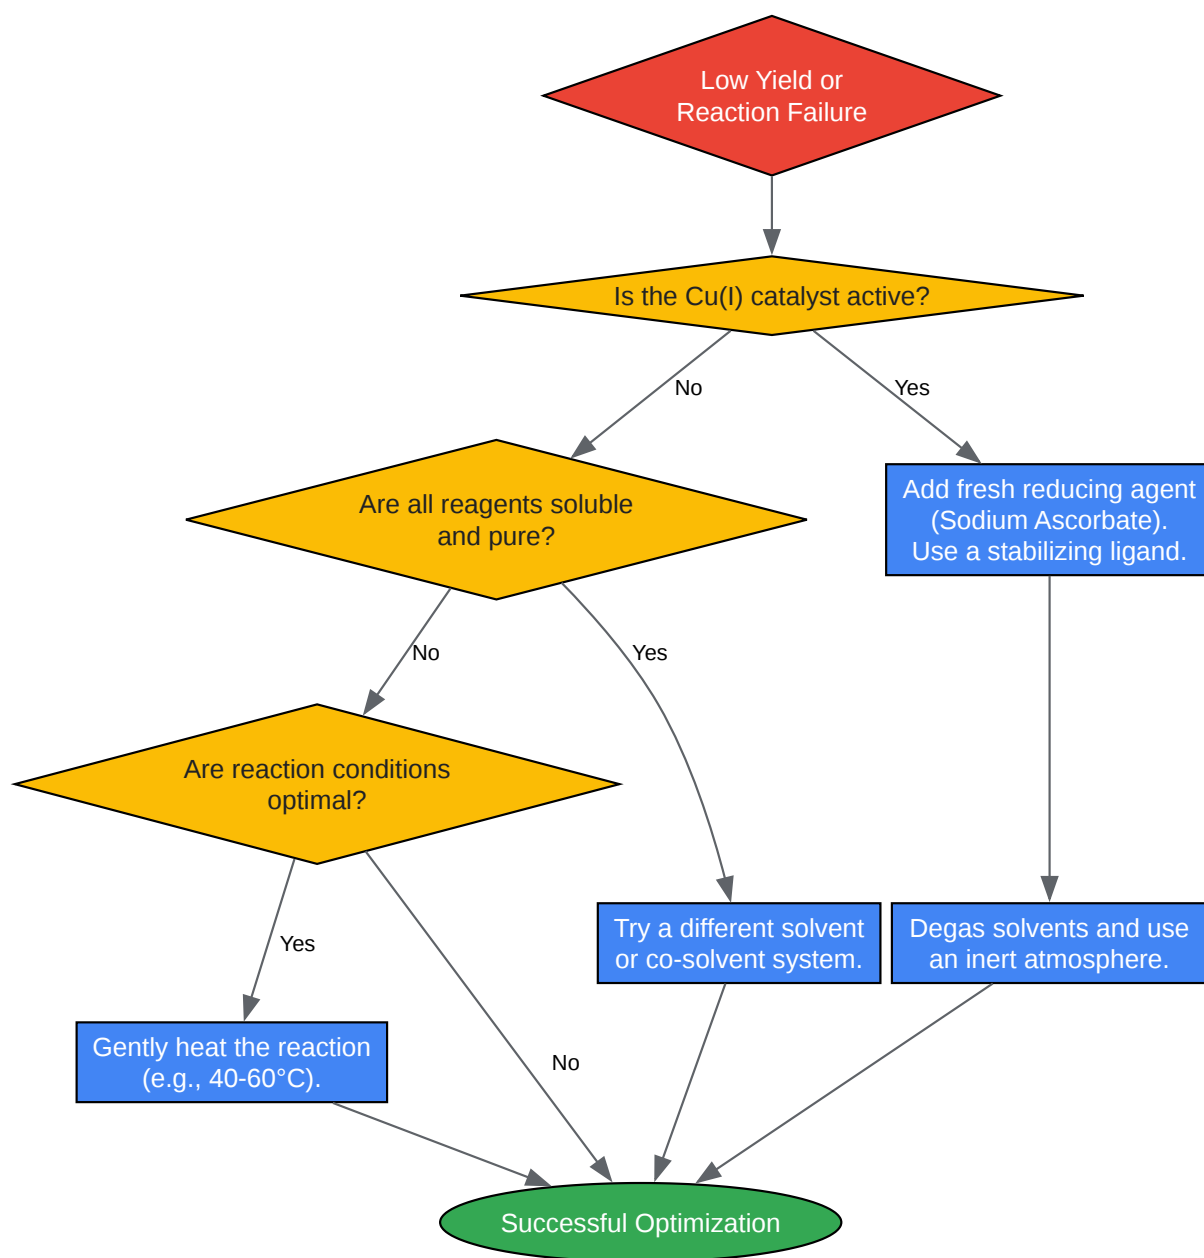 Low Yield or
Reaction Failure
Is the Cu(I) catalyst active?
No
Yes
Are all reagents soluble
and pure?
Add fresh reducing agent
(Sodium Ascorbate).
Use a stabilizing ligand.
No
Yes
Are reaction conditions
optimal?
Yes
Try a different solvent
or co-solvent system.
Degas solvents and use
an inert atmosphere.
Gently heat the reaction
(e.g., 40-60°C).
No
Successful Optimization